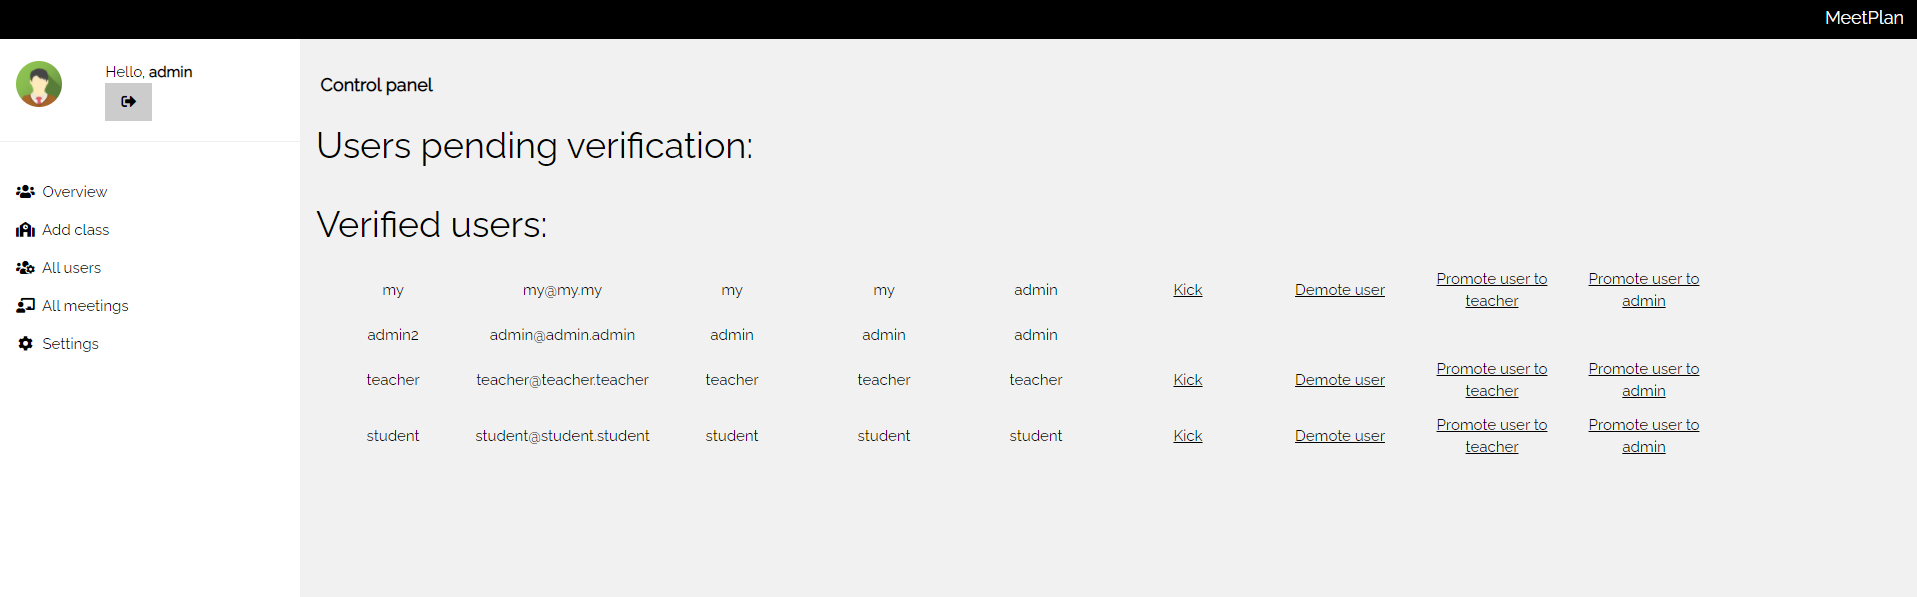 MeetPlan
Hello, admin
Overview
Add class
All users
All meetings
Settings
Control panel
Users pending verification:
Verified users:
my my@my.my my my admin Kick Demote user Promote user to teacher Promote user to admin
admin2 admin@admin.admin admin admin admin
teacher teacher@teacher.teacher teacher teacher teacher Kick Demote user Promote user to teacher Promote user to admin
student student@student.student student student student Kick Demote user Promote user to teacher Promote user to admin